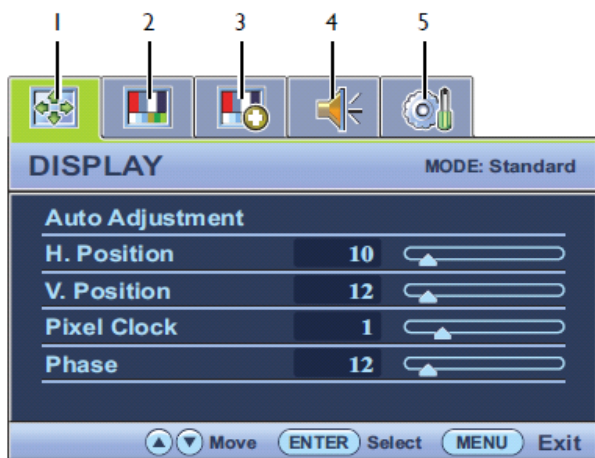 1 2 3 4 5
DISPLAY MODE: Standard
Auto Adjustment
H. Position 10
V. Position 12
Pixel Clock 1
Phase 12
Move ENTER Select MENU Exit